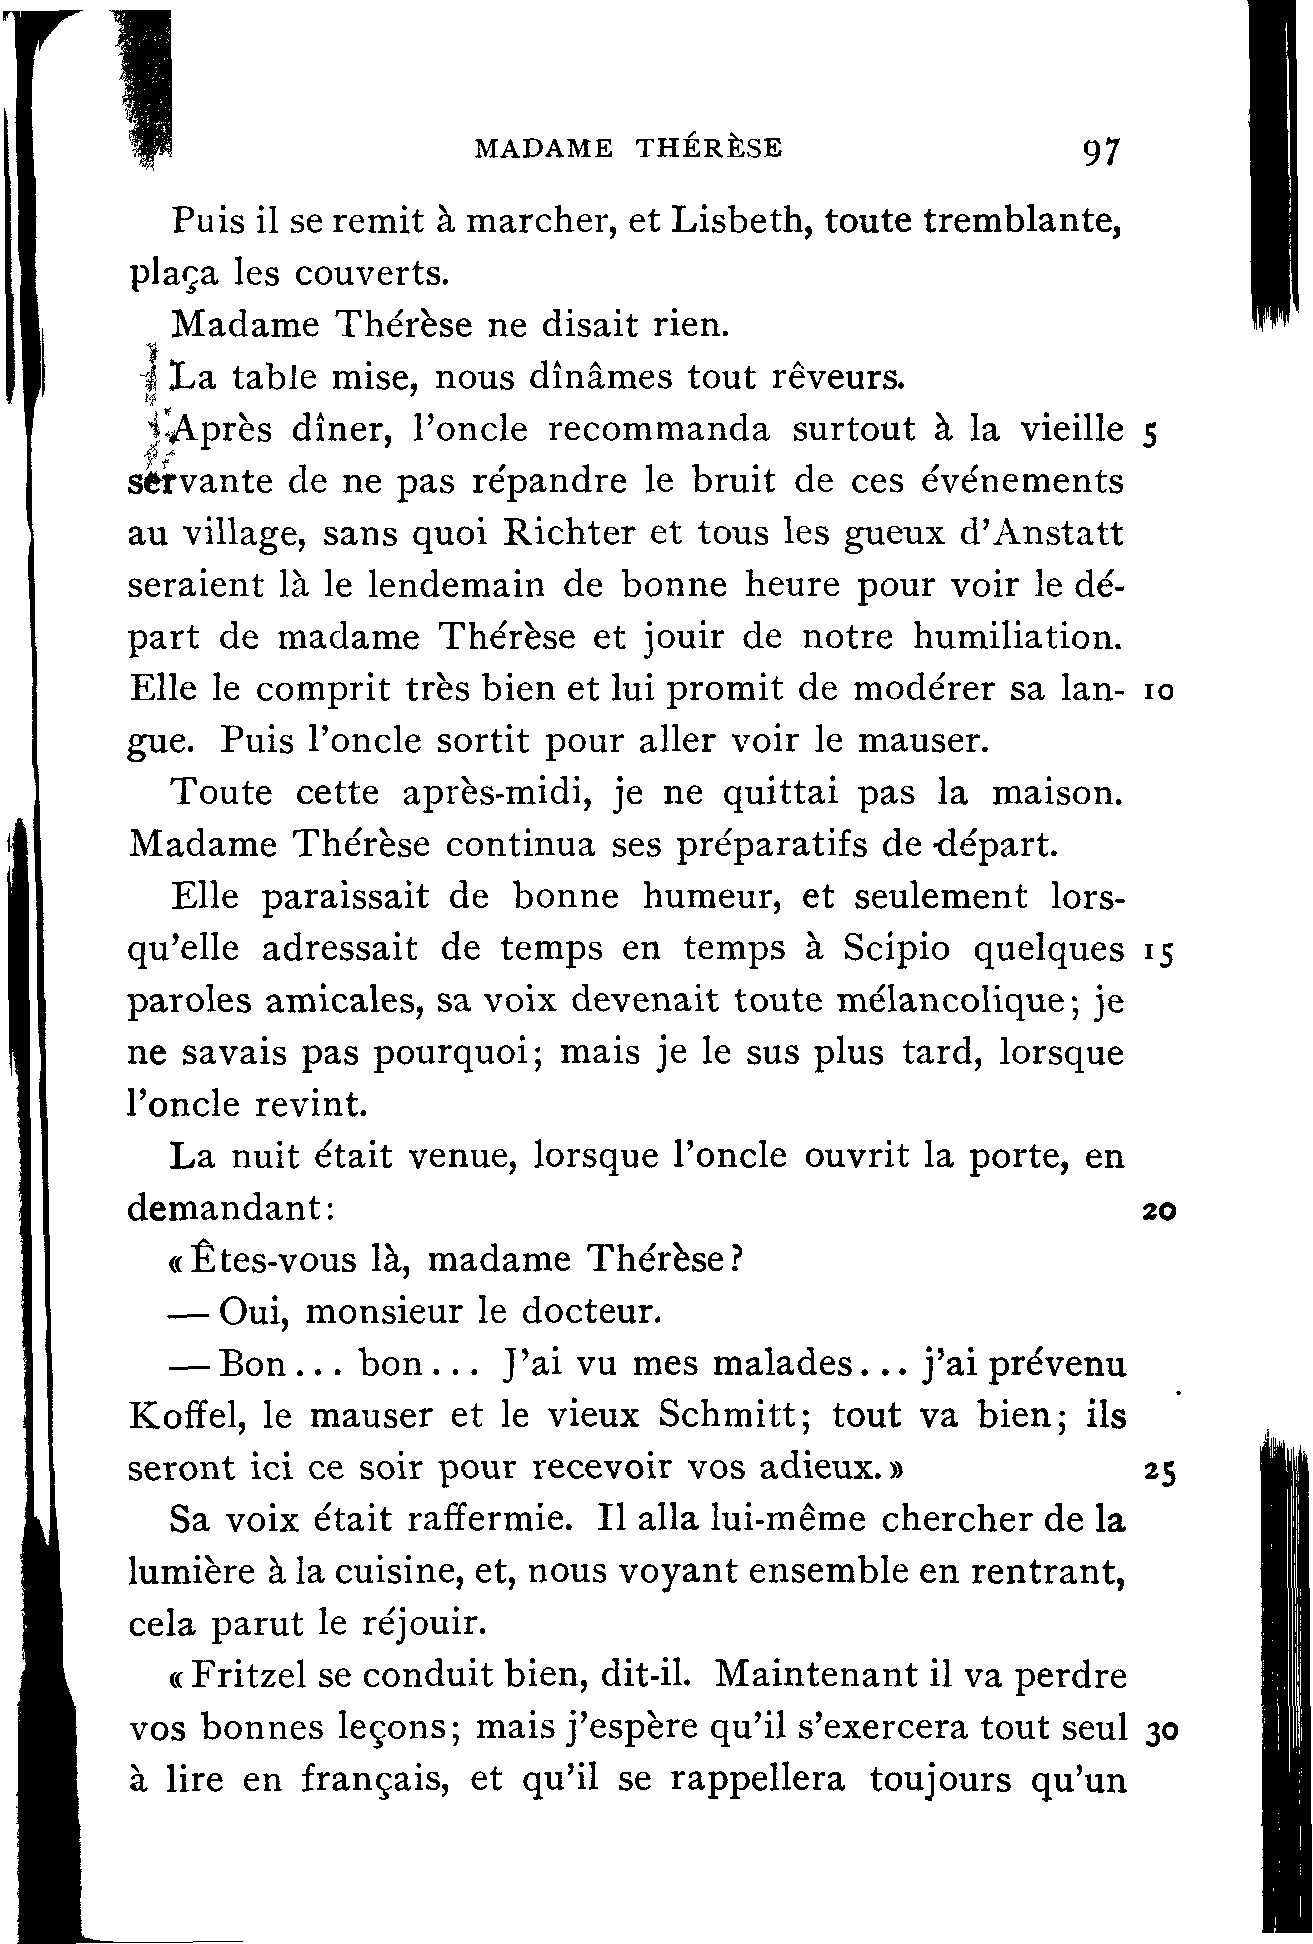 MADAME THÉRÈSE 97
Puis il se remit à marcher, et Lisbeth, toute tremblante,
plaça les couverts.
Madame Thérèse ne disait rien.
La table mise, nous dînâmes tout rêveurs.
Après dîner, l'oncle recommanda surtout à la vieille 5
servante de ne pas répandre le bruit de ces événements
au village, sans quoi Richter et tous les gueux d'Anstatt
seraient là le lendemain de bonne heure pour voir le dé-
part de madame Thérèse et jouir de notre humiliation.
Elle le comprit très bien et lui promit de modérer sa lan- 10
gue. Puis l'oncle sortit pour aller voir le mauser.
Toute cette après-midi, je ne quittai pas la maison.
Madame Thérèse continua ses préparatifs de départ.
Elle paraissait de bonne humeur, et seulement lors-
qu'elle adressait de temps en temps à Scipio quelques 15
paroles amicales, sa voix devenait toute mélancolique; je
ne savais pas pourquoi; mais je le sus plus tard, lorsque
l'oncle revint.
La nuit était venue, lorsque l'oncle ouvrit la porte, en
demandant: 20
« Êtes-vous là, madame Thérèse?
— Oui, monsieur le docteur.
— Bon... bon... J'ai vu mes malades... j'ai prévenu
Koffel, le mauser et le vieux Schmitt; tout va bien; ils
seront ici ce soir pour recevoir vos adieux. » 25
Sa voix était raffermie. Il alla lui-même chercher de la
lumière à la cuisine, et, nous voyant ensemble en rentrant,
cela parut le réjouir.
« Fritzel se conduit bien, dit-il. Maintenant il va perdre
vos bonnes leçons; mais j'espère qu'il s'exercera tout seul 30
à lire en français, et qu'il se rappellera toujours qu'un